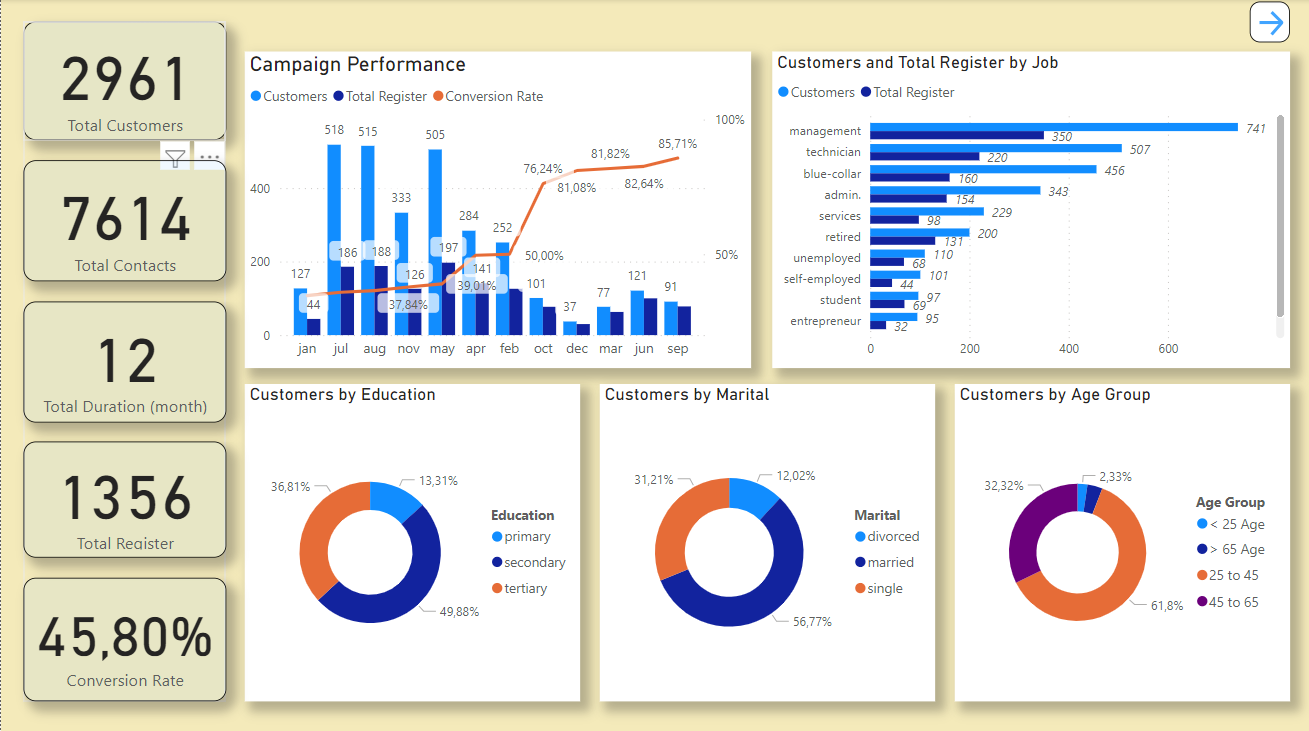 2961
Total Customers
7614
Total Contacts
12
Total Duration (month)
1356
Total Register
45,80%
Conversion Rate
Campaign Performance
Customers Total Register Conversion Rate
100%
50%
400
200
0
127
518
515
333
505
284
252
101
37
77
121
91
44
186
188
126
197
141
37,84%
39,01%
50,00%
76,24%
81,08%
81,82%
82,64%
85,71%
jan jul aug nov may apr feb oct dec mar jun sep
Customers and Total Register by Job
Customers Total Register
management 741 350
technician 507 220
blue-collar 456 160
admin. 343 154
services 229 98
retired 200 131
unemployed 110 68
self-employed 101 44
student 97 69
entrepreneur 95 32
0 200 400 600
Customers by Education
36,81%
13,31%
49,88%
Education
primary
secondary
tertiary
Customers by Marital
31,21%
12,02%
56,77%
Marital
divorced
married
single
Customers by Age Group
32,32%
2,33%
61,8%
Age Group
< 25 Age
> 65 Age
25 to 45
45 to 65